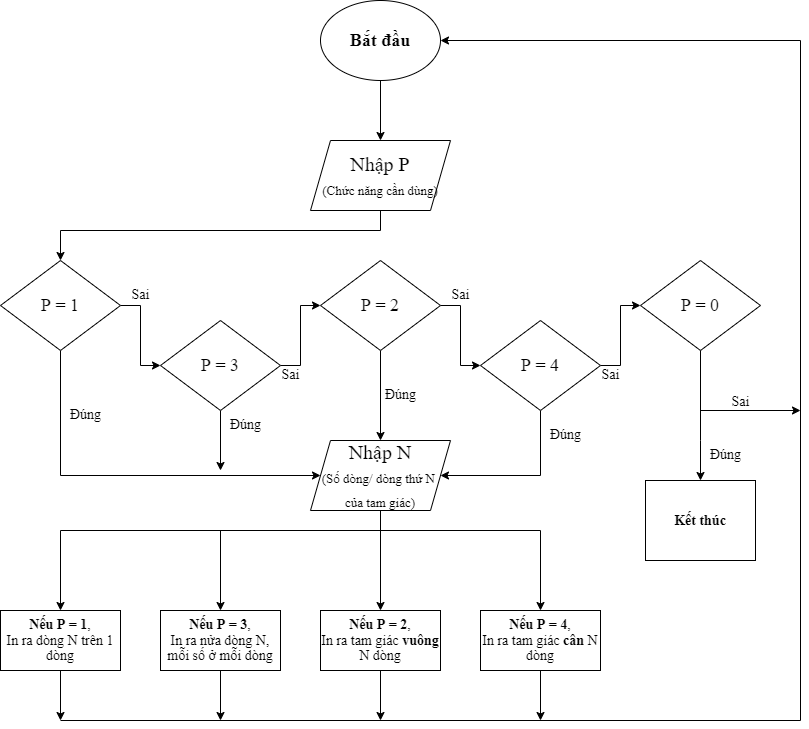 Bắt đầu
Nhập P
(Chức năng cần dùng)
P = 1
Sai
P = 3
Sai
P = 2
Sai
P = 4
Sai
P = 0
Sai
Đúng
Đúng
Đúng
Đúng
Đúng
Nhập N
(Số dòng/ dòng thứ N
của tam giác)
Kết thúc
Nếu P = 1,
In ra dòng N trên 1
dòng
Nếu P = 3,
In ra nửa dòng N,
mỗi số ở mỗi dòng
Nếu P = 2,
In ra tam giác vuông
N dòng
Nếu P = 4,
In ra tam giác cân N
dòng